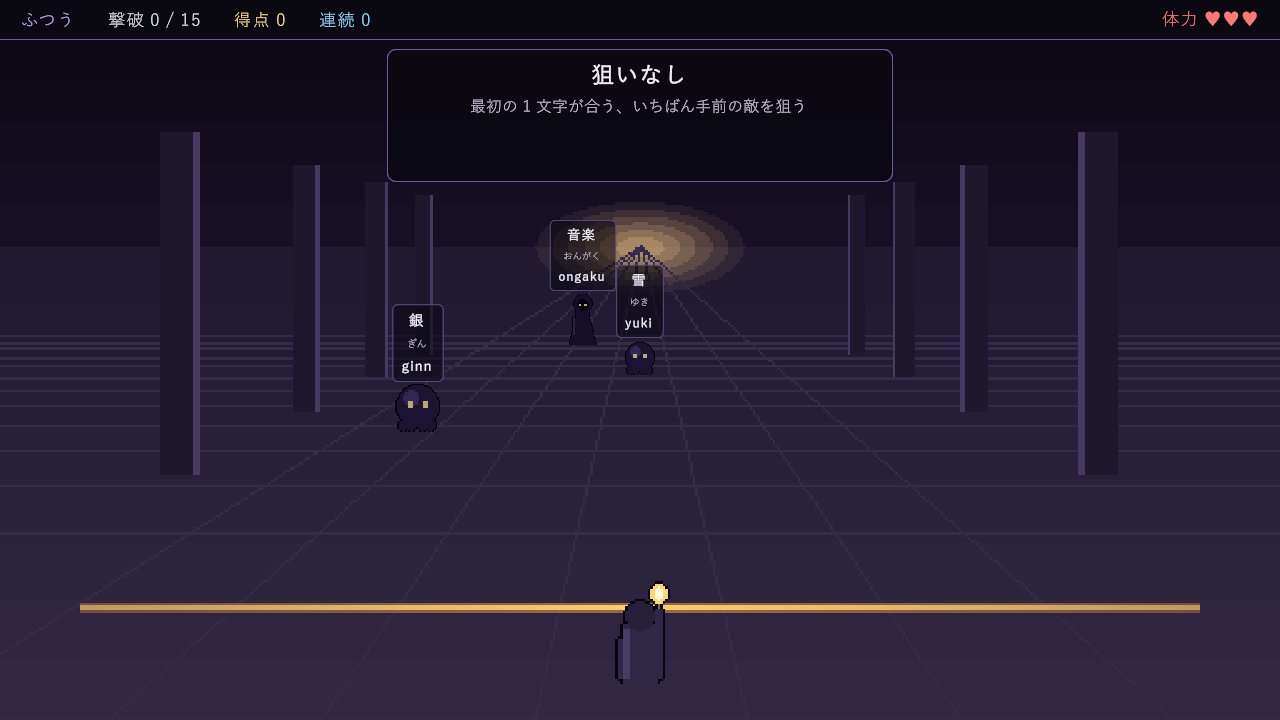 ふつう 撃破 0 / 15 得点 0 連続 0 体力 ♥♥♥
狙いなし
最初の 1 文字が合う、いちばん手前の敵を狙う
音楽
おんがく
ongaku
雪
ゆき
yuki
銀
ぎん
ginn